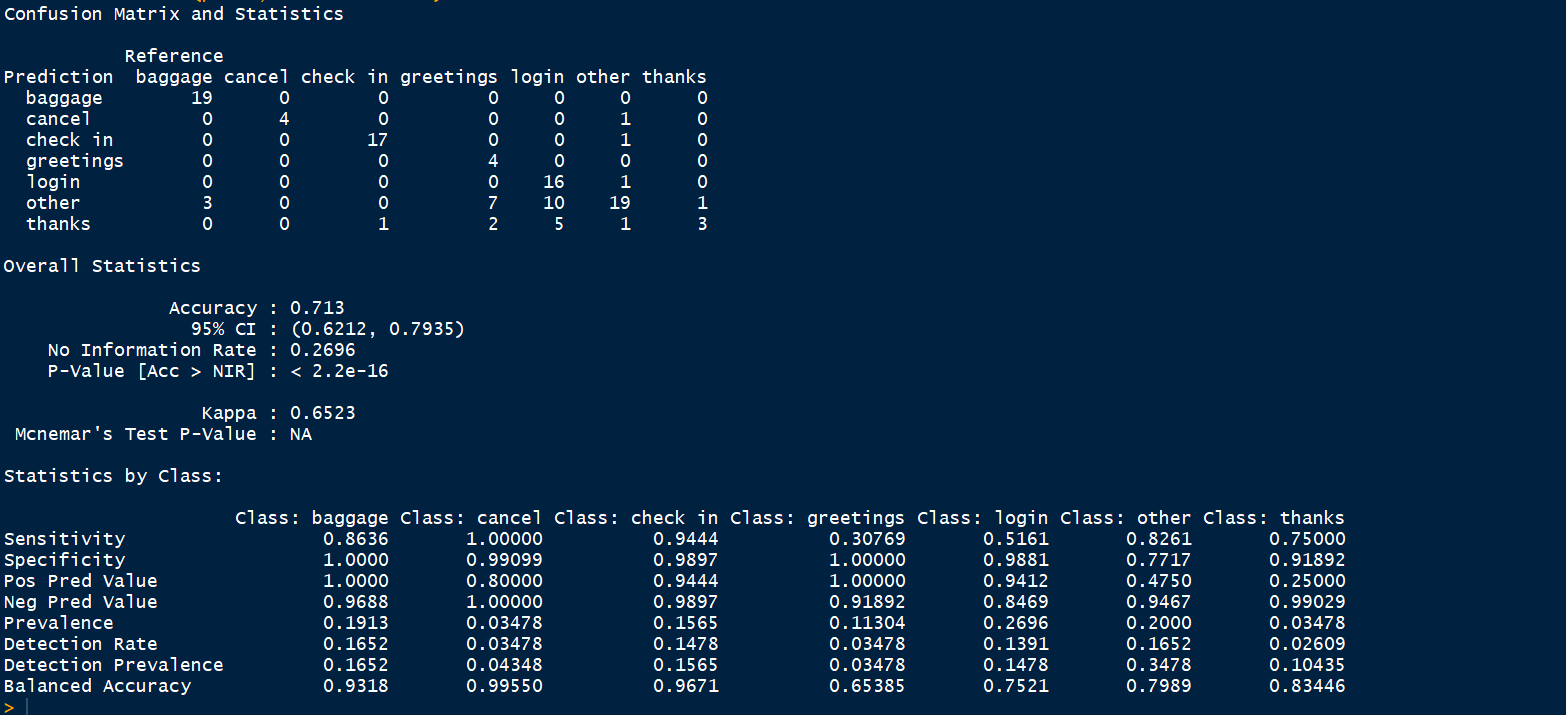 Confusion Matrix and Statistics
           Reference
Prediction  baggage cancel check in greetings login other thanks
  baggage        19      0        0         0     0     0      0
  cancel          0      4        0         0     0     1      0
  check in        0      0       17         0     0     1      0
  greetings       0      0        0         4     0     0      0
  login           0      0        0         0    16     1      0
  other           3      0        0         7    10    19      1
  thanks          0      0        1         2     5     1      3
Overall Statistics
               Accuracy : 0.713
                 95% CI : (0.6212, 0.7935)
    No Information Rate : 0.2696
    P-Value [Acc > NIR] : < 2.2e-16
                  Kappa : 0.6523
 Mcnemar's Test P-Value : NA
Statistics by Class:
                     Class: baggage Class: cancel Class: check in Class: greetings Class: login Class: other Class: thanks
Sensitivity                  0.8636       1.00000          0.9444          0.30769       0.5161       0.8261       0.75000
Specificity                  1.0000       0.99099          0.9897          1.00000       0.9881       0.7717       0.91892
Pos Pred Value               1.0000       0.80000          0.9444          1.00000       0.9412       0.4750       0.25000
Neg Pred Value               0.9688       1.00000          0.9897          0.91892       0.8469       0.9467       0.99029
Prevalence                   0.1913       0.03478          0.1565          0.11304       0.2696       0.2000       0.03478
Detection Rate               0.1652       0.03478          0.1478          0.03478       0.1391       0.1652       0.02609
Detection Prevalence         0.1652       0.04348          0.1565          0.03478       0.1478       0.3478       0.10435
Balanced Accuracy            0.9318       0.99550          0.9671          0.65385       0.7521       0.7989       0.83446
>